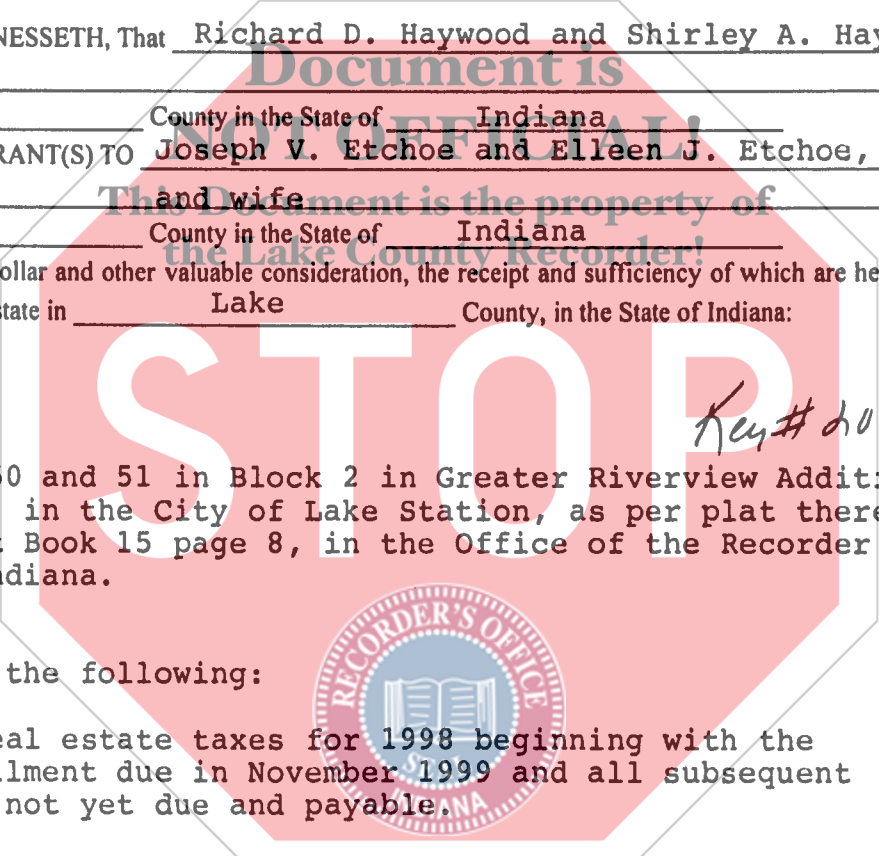 NESSETH, That Richard D. Haywood and Shirley A. Hay
Document is
County in the State of Indiana
NOT OFFICIAL!
RANT(S) TO Joseph V. Etchoe and Elleen J. Etchoe,
and wife
This Document is the property of
County in the State of Indiana
the Lake County Recorder!
ollar and other valuable consideration, the receipt and sufficiency of which are he
state in Lake County, in the State of Indiana:
STOP
Key# 20
50 and 51 in Block 2 in Greater Riverview Additi
in the City of Lake Station, as per plat there
Book 15 page 8, in the Office of the Recorder
ndiana.
RECORDER'S OFFICE
the following:
eal estate taxes for 1998 beginning with the
llment due in November 1999 and all subsequent
SEAL
not yet due and payable.
INDIANA